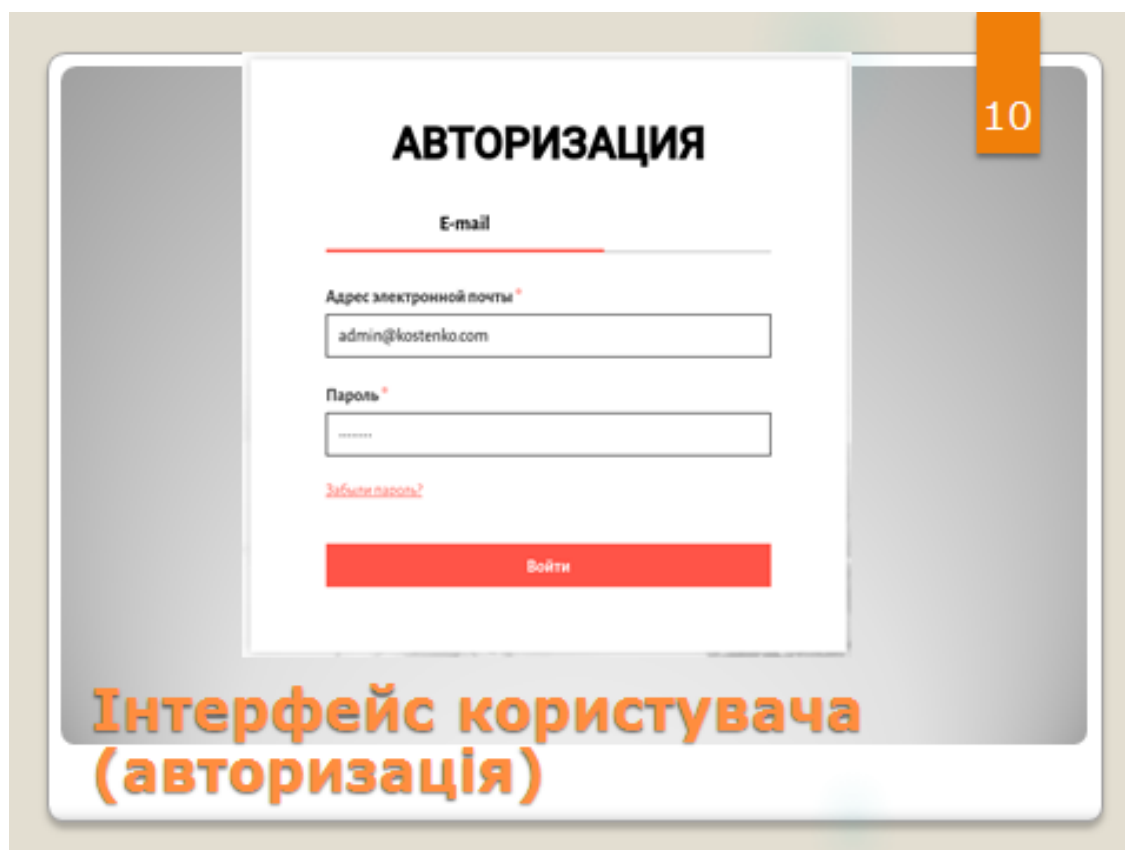 10
АВТОРИЗАЦИЯ
E-mail
Адрес электронной почты *
admin@kostenko.com
Пароль *
Забыли пароль?
Войти
Інтерфейс користувача
(авторизація)